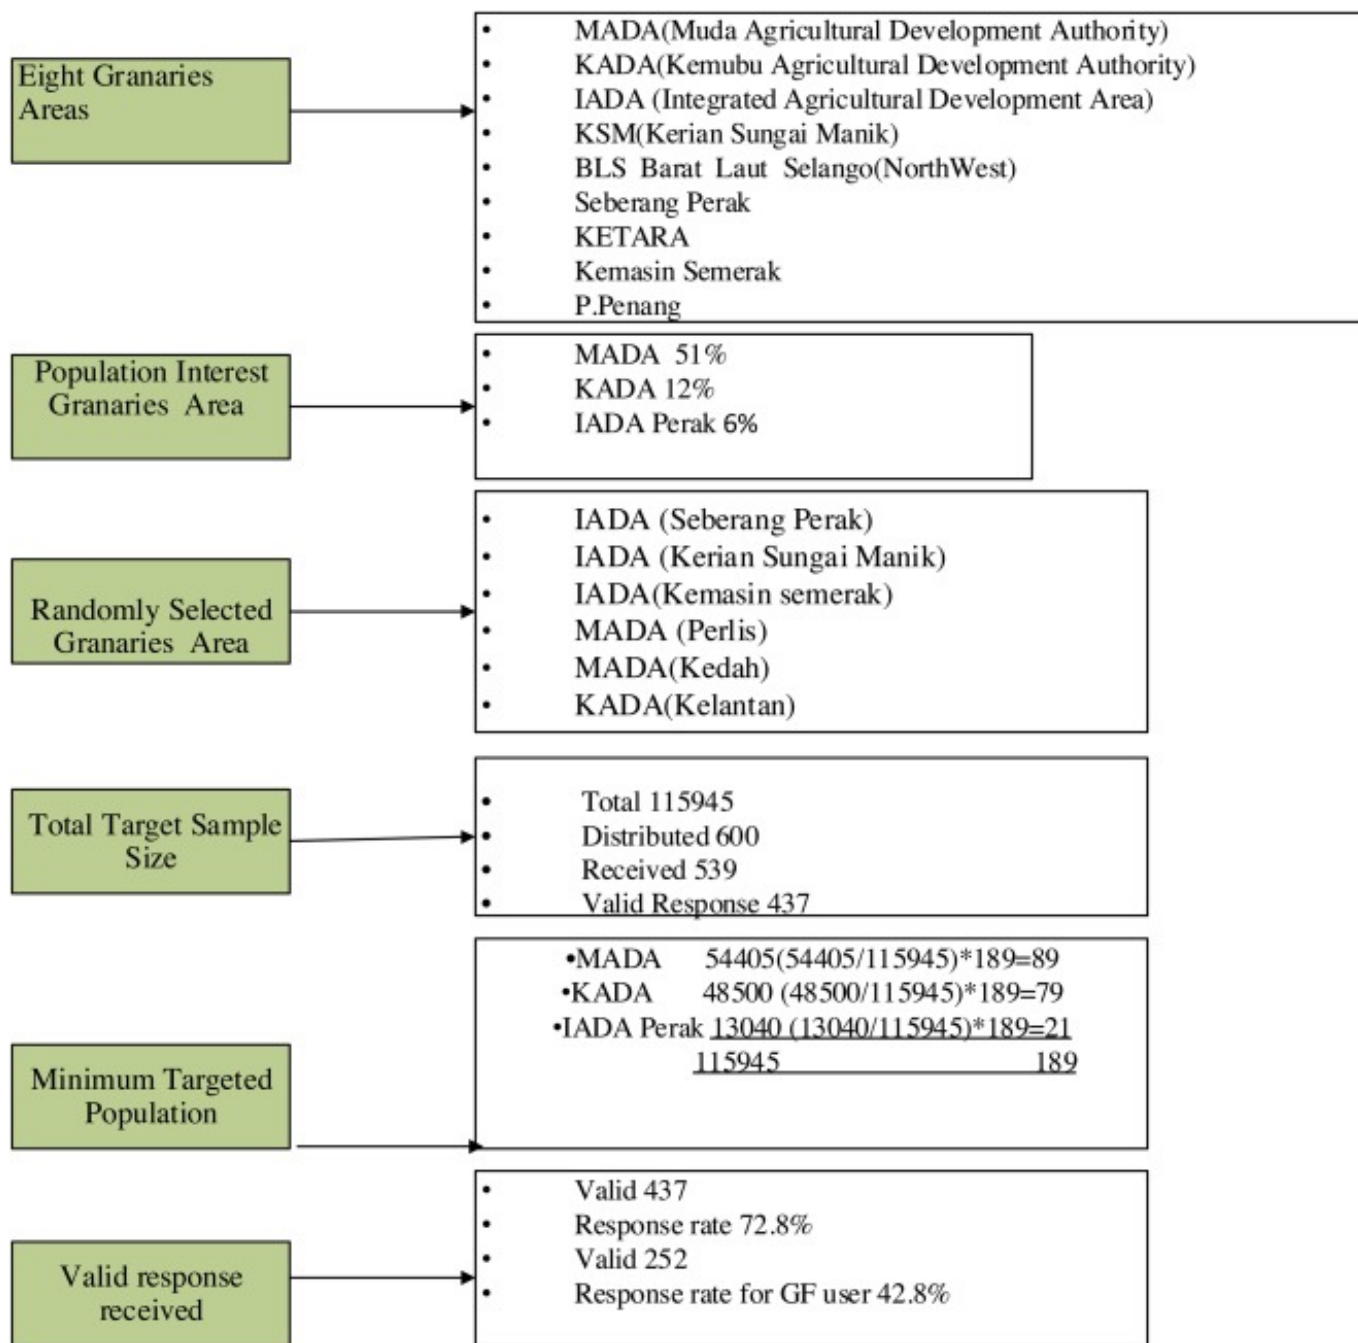 Eight Granaries
Areas
• MADA(Muda Agricultural Development Authority)
• KADA(Kemubu Agricultural Development Authority)
• IADA (Integrated Agricultural Development Area)
• KSM(Kerian Sungai Manik)
• BLS Barat Laut Selango(NorthWest)
• Seberang Perak
• KETARA
• Kemasin Semerak
• P.Penang
Population Interest
Granaries Area
• MADA 51%
• KADA 12%
• IADA Perak 6%
Randomly Selected
Granaries Area
• IADA (Seberang Perak)
• IADA (Kerian Sungai Manik)
• IADA(Kemasin semerak)
• MADA (Perlis)
• MADA(Kedah)
• KADA(Kelantan)
Total Target Sample
Size
• Total 115945
• Distributed 600
• Received 539
• Valid Response 437
Minimum Targeted
Population
•MADA 54405(54405/115945)*189=89
•KADA 48500 (48500/115945)*189=79
•IADA Perak 13040 (13040/115945)*189=21
115945 189
Valid response
received
• Valid 437
• Response rate 72.8%
• Valid 252
• Response rate for GF user 42.8%